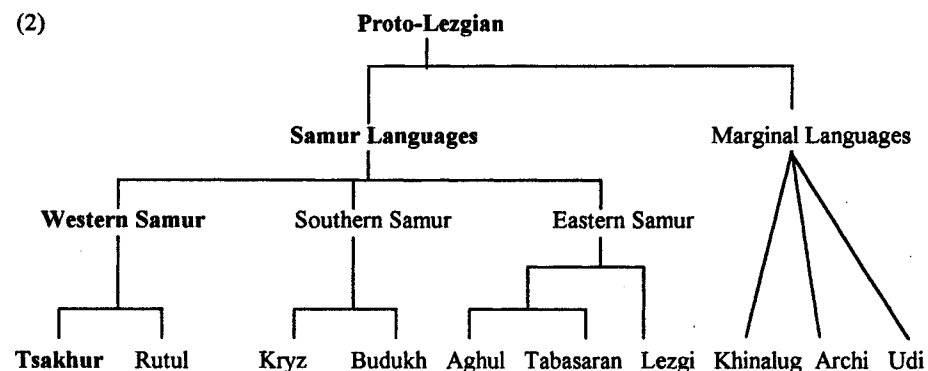 (2) Proto-Lezgian
Samur Languages Marginal Languages
Western Samur Southern Samur Eastern Samur
Tsakhur Rutul Kryz Budukh Aghul Tabasaran Lezgi Khinalug Archi Udi